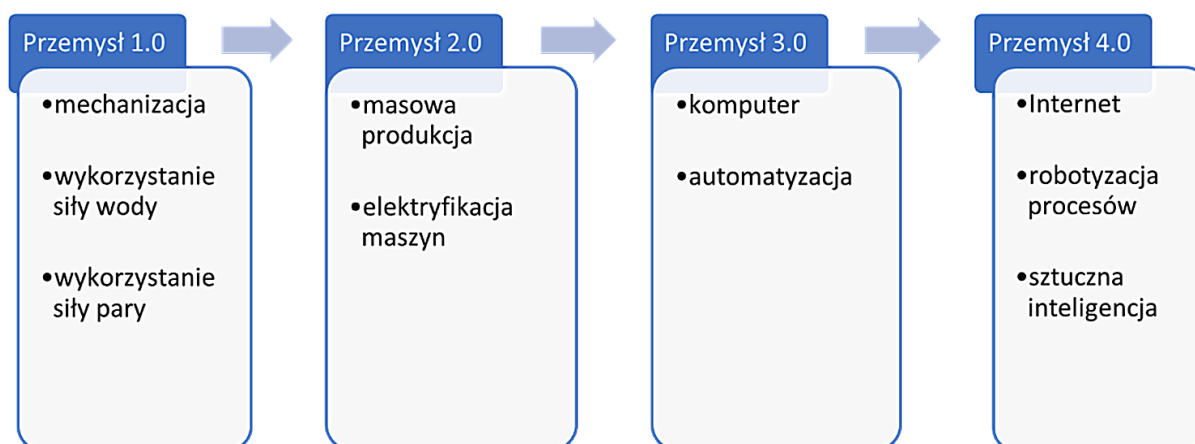 Przemysł 1.0
•mechanizacja
•wykorzystanie
siły wody
•wykorzystanie
siły pary
Przemysł 2.0
•masowa
produkcja
•elektryfikacja
maszyn
Przemysł 3.0
•komputer
•automatyzacja
Przemysł 4.0
•Internet
•robotyzacja
procesów
•sztuczna
inteligencja